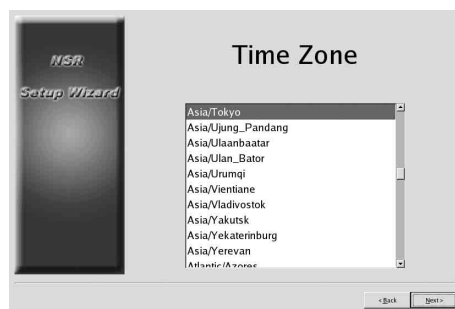 NSR
Setup Wizard
Time Zone
Asia/Tokyo
Asia/Ujung_Pandang
Asia/Ulaanbaatar
Asia/Ulan_Bator
Asia/Urumqi
Asia/Vientiane
Asia/Vladivostok
Asia/Yakutsk
Asia/Yekaterinburg
Asia/Yerevan
Atlantic/Azores
< Back
Next >